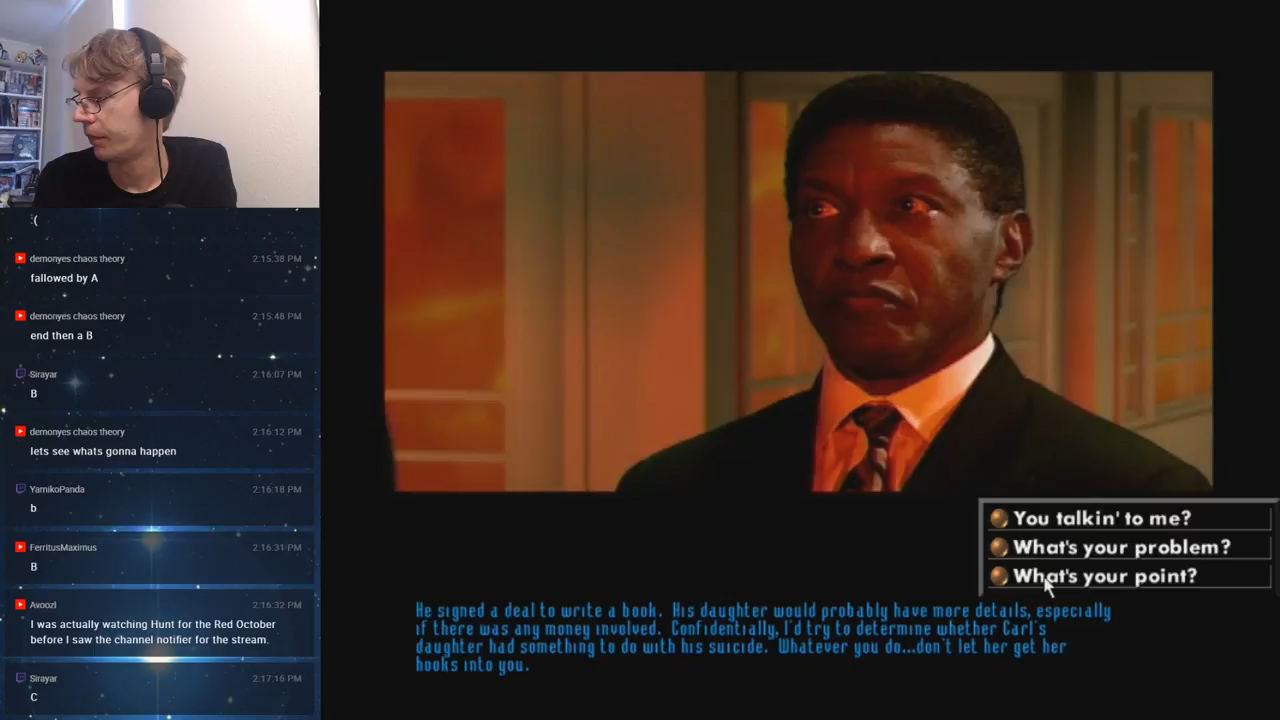 :(
demonyes chaos theory 2:15:38 PM
fallowed by A
demonyes chaos theory 2:15:48 PM
end then a B
Sirayar 2:16:07 PM
B
demonyes chaos theory 2:16:12 PM
lets see whats gonna happen
YamikoPanda 2:16:18 PM
b
FerritusMaximus 2:16:31 PM
B
Avoozl 2:16:32 PM
I was actually watching Hunt for the Red October
before I saw the channel notifier for the stream.
Sirayar 2:17:16 PM
C
You talkin' to me?
What's your problem?
What's your point?
He signed a deal to write a book. His daughter would probably have more details, especially
if there was any money involved. Confidentially, I'd try to determine whether Carl's
daughter had something to do with his suicide. Whatever you do...don't let her get her
hooks into you.